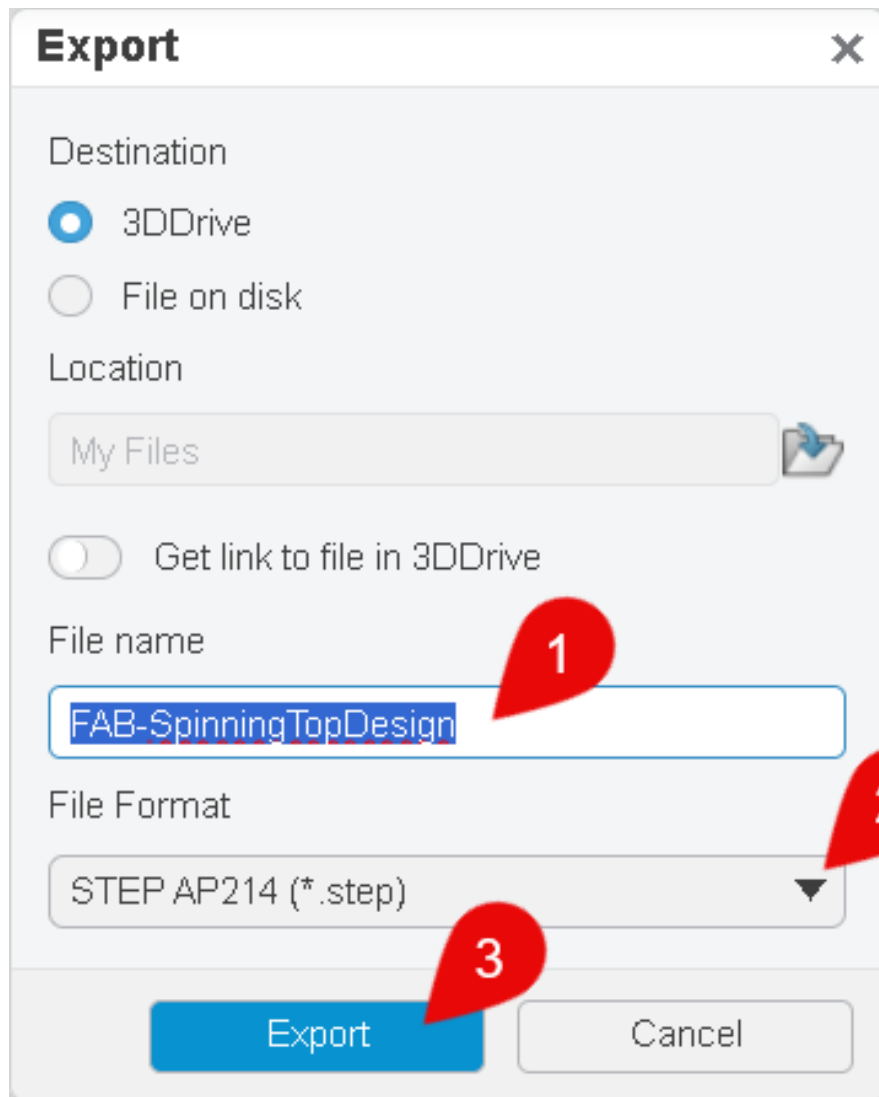 Export
Destination
3DDrive
File on disk
Location
My Files
Get link to file in 3DDrive
File name
1
FAB-SpinningTopDesign
File Format
2
STEP AP214 (*.step)
3
Export Cancel